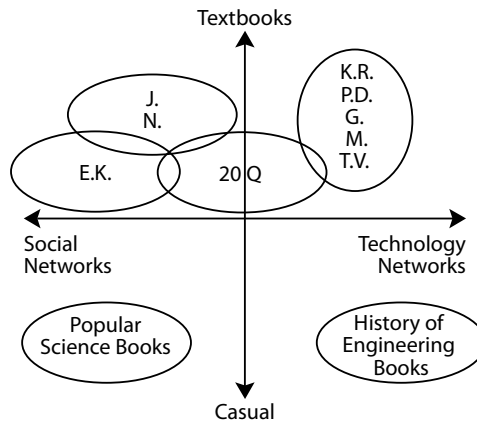 Textbooks
J.
N.
K.R.
P.D.
G.
M.
T.V.
E.K.
20 Q
Social
Networks
Technology
Networks
Popular
Science Books
History of
Engineering
Books
Casual